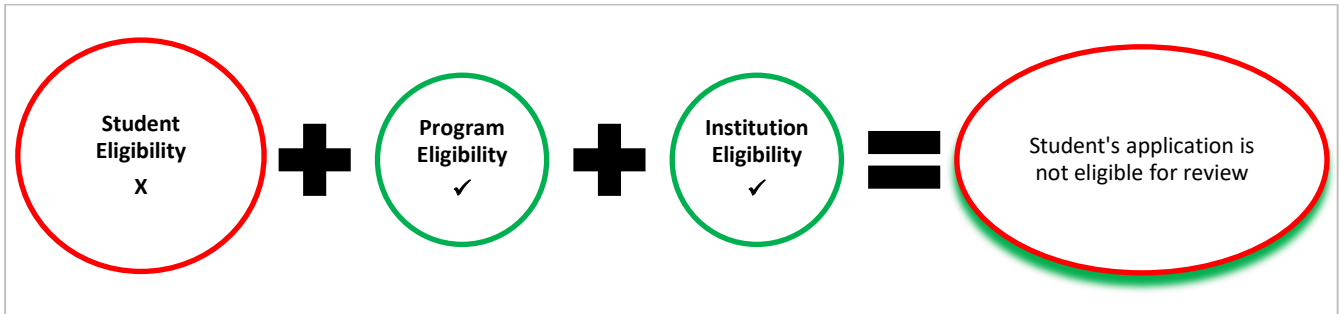 Student
Eligibility
X
Program
Eligibility
✓
Institution
Eligibility
✓
Student's application is
not eligible for review